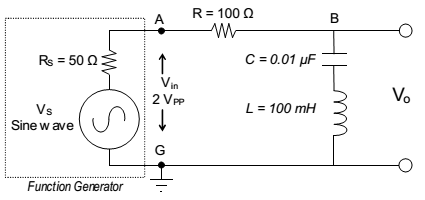 A
R = 100 Ω
B
Rs = 50 Ω
C = 0.01 µF
Vin
2 VPP
Vs
Sine wave
L = 100 mH
Vo
G
Function Generator